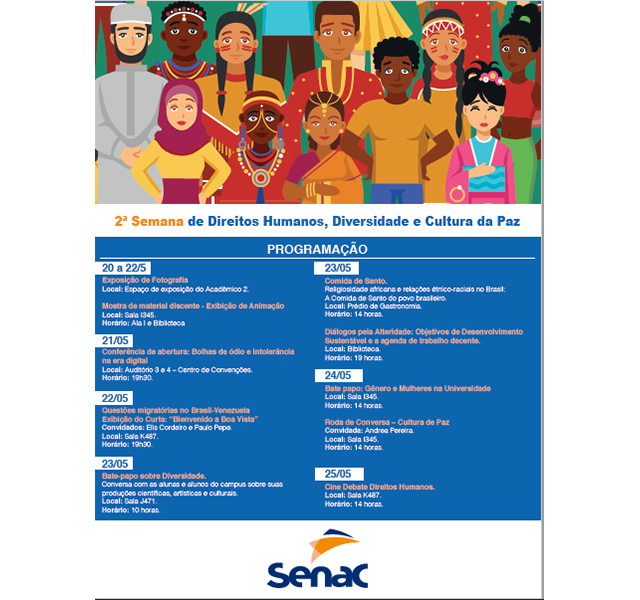 2ª Semana de Direitos Humanos, Diversidade e Cultura da Paz
PROGRAMAÇÃO
20 a 22/5
Exposição de Fotografia
Local: Espaço de exposição do Acadêmico 2.
Mostra de material discente - Exibição de Animação
Local: Sala I345.
Horário: Ala I e Biblioteca
21/05
Conferência de abertura: Bolhas de ódio e intolerância
na era digital
Local: Auditório 3 e 4 – Centro de Convenções.
Horário: 19h30.
22/05
Questões migratórias no Brasil-Venezuela
Exibição do Curta: “Bienvenido a Boa Vista”
Convidados: Elis Cordeiro e Paulo Pepe.
Local: Sala K487.
Horário: 19h30.
23/05
Bate-papo sobre Diversidade.
Conversa com as alunas e alunos do campus sobre suas
produções científicas, artísticas e culturais.
Local: Sala J471.
Horário: 10 horas.
23/05
Comida de Santo.
Religiosidade africana e relações étnico-raciais no Brasil:
A Comida de Santo do povo brasileiro.
Local: Prédio de Gastronomia.
Horário: 14 horas.
Diálogos pela Alteridade: Objetivos de Desenvolvimento
Sustentável e a agenda de trabalho decente.
Local: Biblioteca.
Horário: 19 horas.
24/05
Bate papo: Gênero e Mulheres na Universidade
Local: Sala I345.
Horário: 14 horas.
Roda de Conversa – Cultura de Paz
Convidada: Andrea Pereira.
Local: Sala I345.
Horário: 14 horas.
25/05
Cine Debate Direitos Humanos.
Local: Sala K487.
Horário: 14 horas.
senac